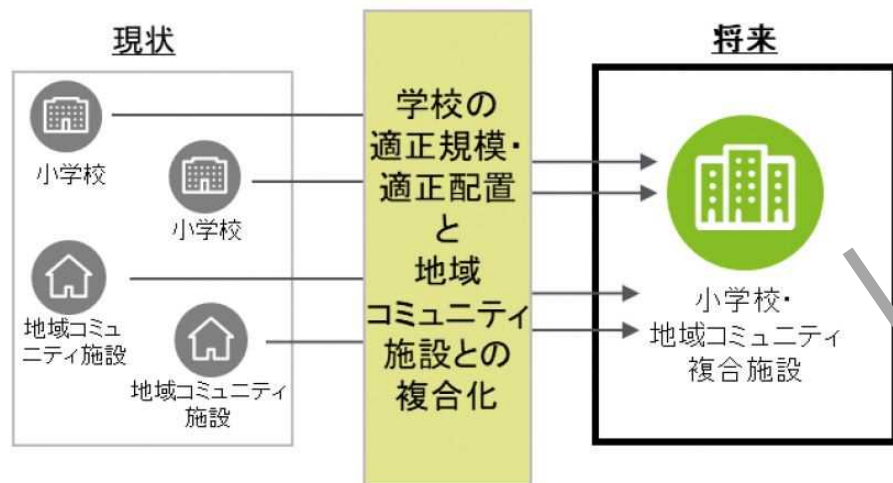 現状
小学校
小学校
地域コミュ
ニティ施設
地域コミュニティ
施設
学校の
適正規模・
適正配置
と
地域
コミュニティ
施設との
複合化
将来
小学校・
地域コミュニティ
複合施設